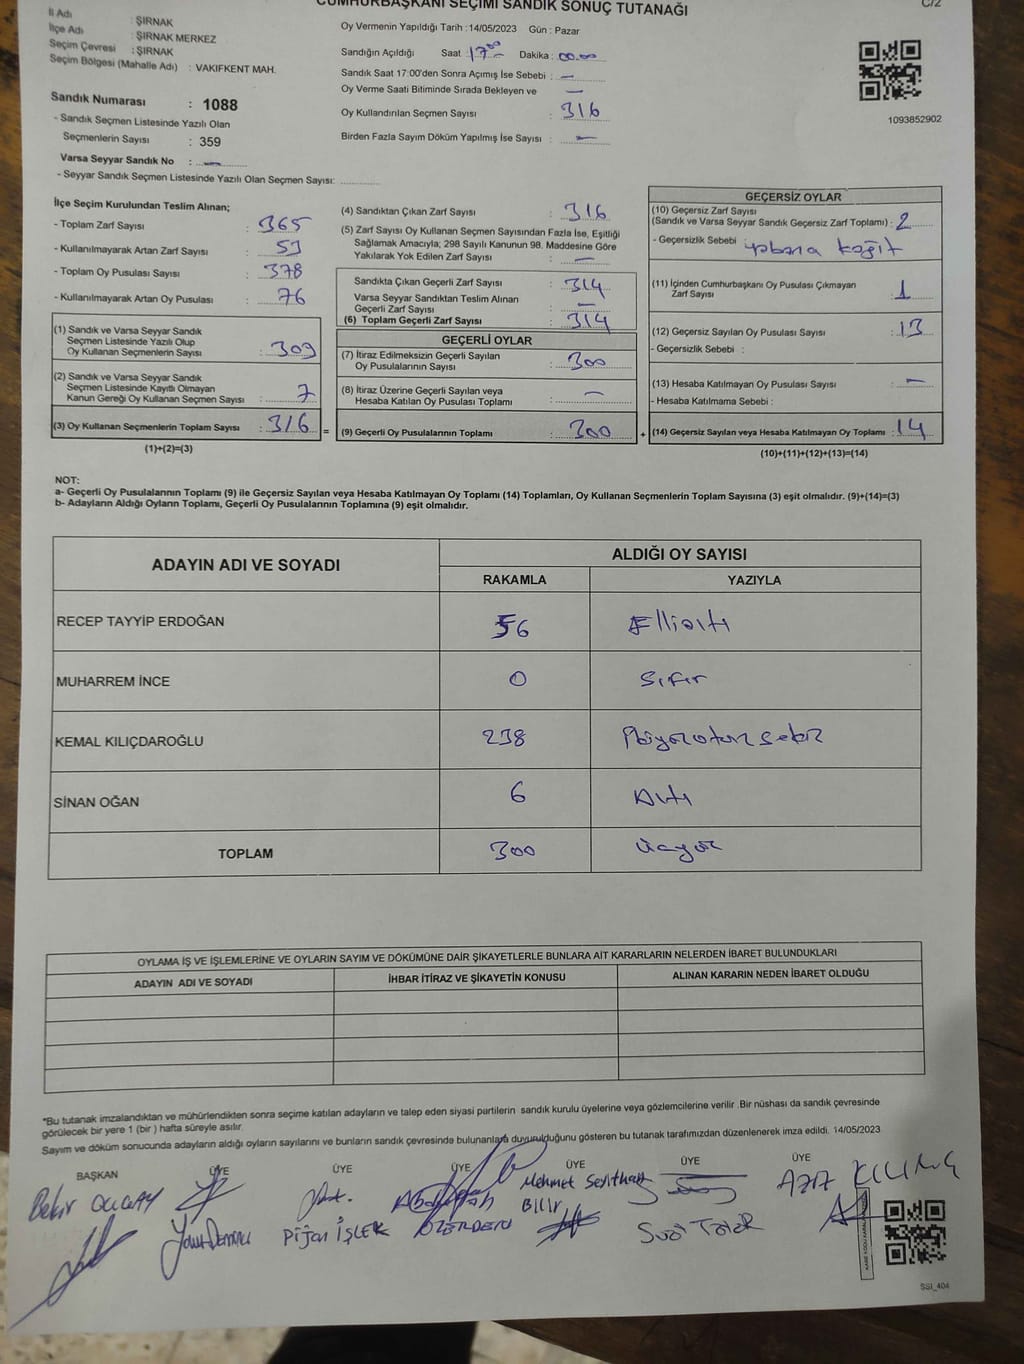 CUMHURBAŞKANI SEÇİMİ SANDIK SONUÇ TUTANAĞI
C/2
İl Adı : ŞIRNAK
İlçe Adı : ŞIRNAK MERKEZ
Seçim Çevresi : ŞIRNAK
Seçim Bölgesi (Mahalle Adı) : VAKIFKENT MAH.
Sandık Numarası : 1088
- Sandık Seçmen Listesinde Yazılı Olan
Seçmenlerin Sayısı : 359
Varsa Seyyar Sandık No : —
- Seyyar Sandık Seçmen Listesinde Yazılı Olan Seçmen Sayısı:
Oy Vermenin Yapıldığı Tarih :14/05/2023 Gün : Pazar
Sandığın Açıldığı Saat : 17:00 Dakika : 00.00
Sandık Saat 17:00'den Sonra Açımış İse Sebebi : —
Oy Verme Saati Bitiminde Sırada Bekleyen ve —
Oy Kullandırılan Seçmen Sayısı : 316
Birden Fazla Sayım Döküm Yapılmış İse Sayısı : —
1093852902
İlçe Seçim Kurulundan Teslim Alınan;
- Toplam Zarf Sayısı : 365
- Kullanılmayarak Artan Zarf Sayısı : 53
- Toplam Oy Pusulası Sayısı : 378
- Kullanılmayarak Artan Oy Pusulası : 76
(1) Sandık ve Varsa Seyyar Sandık
Seçmen Listesinde Yazılı Olup
Oy Kullanan Seçmenlerin Sayısı : 309
(2) Sandık ve Varsa Seyyar Sandık
Seçmen Listesinde Kayıtlı Olmayan
Kanun Gereği Oy Kullanan Seçmen Sayısı : 7
(3) Oy Kullanan Seçmenlerin Toplam Sayısı : 316 =
(1)+(2)=(3)
(4) Sandıktan Çıkan Zarf Sayısı : 316
(5) Zarf Sayısı Oy Kullanan Seçmen Sayısından Fazla İse, Eşitliği
Sağlamak Amacıyla; 298 Sayılı Kanunun 98. Maddesine Göre
Yakılarak Yok Edilen Zarf Sayısı : —
Sandıkta Çıkan Geçerli Zarf Sayısı : 314
Varsa Seyyar Sandıktan Teslim Alınan
Geçerli Zarf Sayısı : —
(6) Toplam Geçerli Zarf Sayısı : 314
GEÇERLİ OYLAR
(7) İtiraz Edilmeksizin Geçerli Sayılan
Oy Pusulalarının Sayısı : 300
(8) İtiraz Üzerine Geçerli Sayılan veya
Hesaba Katılan Oy Pusulası Toplamı : —
(9) Geçerli Oy Pusulalarının Toplamı : 300 +
GEÇERSİZ OYLAR
(10) Geçersiz Zarf Sayısı
(Sandık ve Varsa Seyyar Sandık Geçersiz Zarf Toplamı) : 2
- Geçersizlik Sebebi : yabana kağıt
(11) İçinden Cumhurbaşkanı Oy Pusulası Çıkmayan
Zarf Sayısı : 1
(12) Geçersiz Sayılan Oy Pusulası Sayısı : 13
- Geçersizlik Sebebi :
(13) Hesaba Katılmayan Oy Pusulası Sayısı : —
- Hesaba Katılmama Sebebi :
(14) Geçersiz Sayılan veya Hesaba Katılmayan Oy Toplamı : 14
(10)+(11)+(12)+(13)=(14)
NOT:
a- Geçerli Oy Pusulalarının Toplamı (9) ile Geçersiz Sayılan veya Hesaba Katılmayan Oy Toplamı (14) Toplamları, Oy Kullanan Seçmenlerin Toplam Sayısına (3) eşit olmalıdır. (9)+(14)=(3)
b- Adayların Aldığı Oyların Toplamı, Geçerli Oy Pusulalarının Toplamına (9) eşit olmalıdır.
ADAYIN ADI VE SOYADI
ALDIĞI OY SAYISI
RAKAMLA YAZIYLA
RECEP TAYYİP ERDOĞAN 56 Ellialtı
MUHARREM İNCE 0 Sıfır
KEMAL KILIÇDAROĞLU 238 İkiyüzotuzsekiz
SİNAN OĞAN 6 Altı
TOPLAM 300 Üçyüz
OYLAMA İŞ VE İŞLEMLERİNE VE OYLARIN SAYIM VE DÖKÜMÜNE DAİR ŞİKAYETLERLE BUNLARA AİT KARARLARIN NELERDEN İBARET BULUNDUKLARI
ADAYIN ADI VE SOYADI İHBAR İTİRAZ VE ŞİKAYETİN KONUSU ALINAN KARARIN NEDEN İBARET OLDUĞU
*Bu tutanak imzalandıktan ve mühürlendikten sonra seçime katılan adayların ve talep eden siyasi partilerin sandık kurulu üyelerine veya gözlemcilerine verilir .Bir nüshası da sandık çevresinde
görülecek bir yere 1 (bir ) hafta süreyle asılır.
Sayım ve döküm sonucunda adayların aldığı oyların sayılarını ve bunların sandık çevresinde bulunanlara duyurulduğunu gösteren bu tutanak tarafımızdan düzenlenerek imza edildi. 14/05/2023
BAŞKAN ÜYE ÜYE ÜYE ÜYE ÜYE ÜYE
Bekir
Pijan İŞLEK
Mehmet
BİLİR
AZİZ KILINÇ
SSI_404